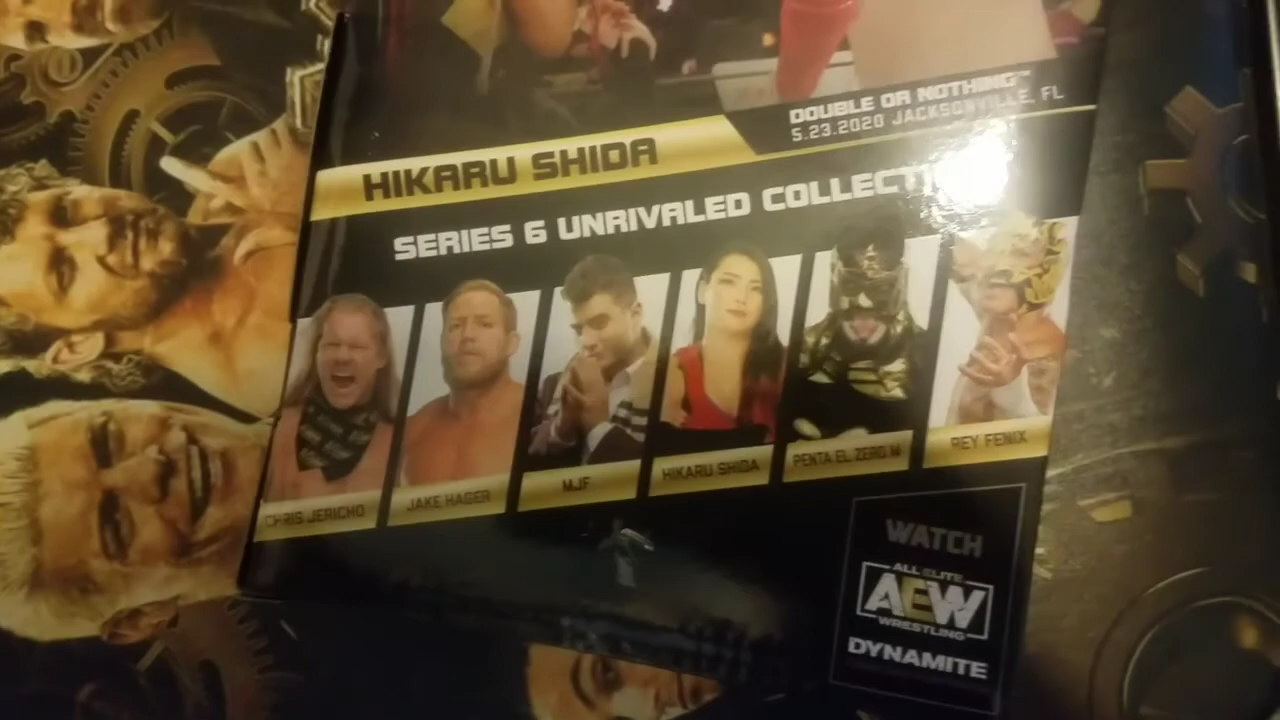 DOUBLE OR NOTHING™
5.23.2020 JACKSONVILLE, FL
HIKARU SHIDA
SERIES 6 UNRIVALED
CHRIS JERICHO
JAKE HAGER
MJF
HIKARU SHIDA
PENTA EL ZERO M
REY FENIX
WATCH
ALL ELITE
AEW
WRESTLING
DYNAMITE